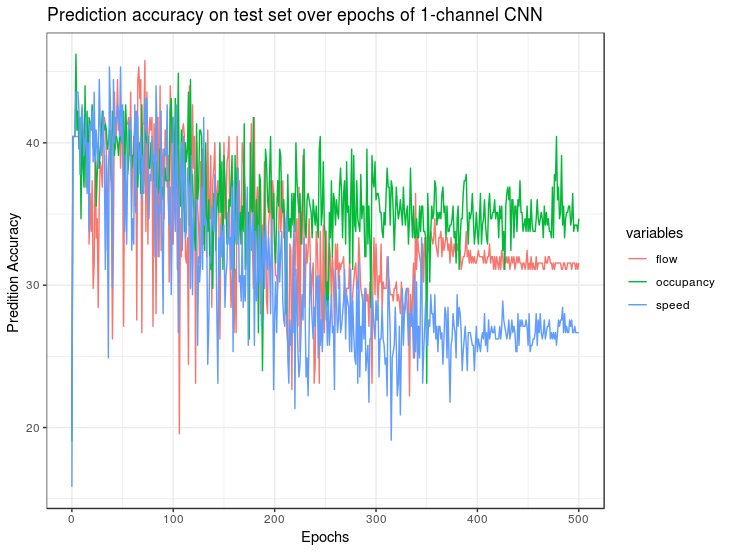 Prediction accuracy on test set over epochs of 1-channel CNN
Predition Accuracy
40
30
20
0
100
200
300
400
500
Epochs
variables
flow
occupancy
speed